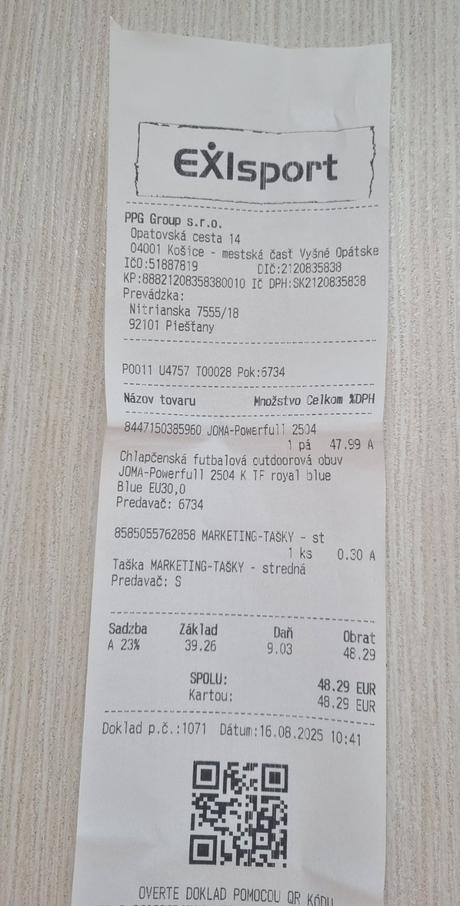 EXIsport
PPG Group s.r.o.
Opatovská cesta 14
04001 Košice - mestská časť Vyšné Opátske
IČO:51887819 DIČ:2120835838
KP:88821208358380010 IČ DPH:SK2120835838
Prevádzka:
Nitrianska 7555/18
92101 Piešťany
P0011 U4757 T00028 Pok:6734
Názov tovaru Množstvo Celkom %DPH
8447150385960 JOMA-Powerfull 2504
1 pá 47.99 A
Chlapčenská futbalová outdoorová obuv
JOMA-Powerfull 2504 K TF royal blue
Blue EU30,0
Predavač: 6734
8585055762858 MARKETING-TAŠKY - st
1 ks 0.30 A
Taška MARKETING-TAŠKY - stredná
Predavač: S
Sadzba Základ Daň Obrat
A 23% 39.26 9.03 48.29
SPOLU: 48.29 EUR
Kartou: 48.29 EUR
Doklad p.č.:1071 Dátum:16.08.2025 10:41
OVERTE DOKLAD POMOCOU QR KÓDU